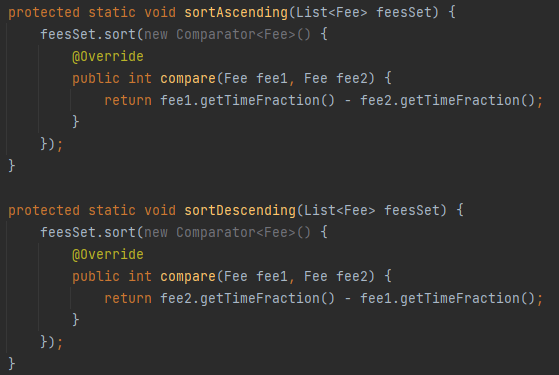 protected static void sortAscending(List<Fee> feesSet) {
    feesSet.sort(new Comparator<Fee>() {
        @Override
        public int compare(Fee fee1, Fee fee2) {
            return fee1.getTimeFraction() - fee2.getTimeFraction();
        }
    });
}

protected static void sortDescending(List<Fee> feesSet) {
    feesSet.sort(new Comparator<Fee>() {
        @Override
        public int compare(Fee fee1, Fee fee2) {
            return fee2.getTimeFraction() - fee1.getTimeFraction();
        }
    });
}